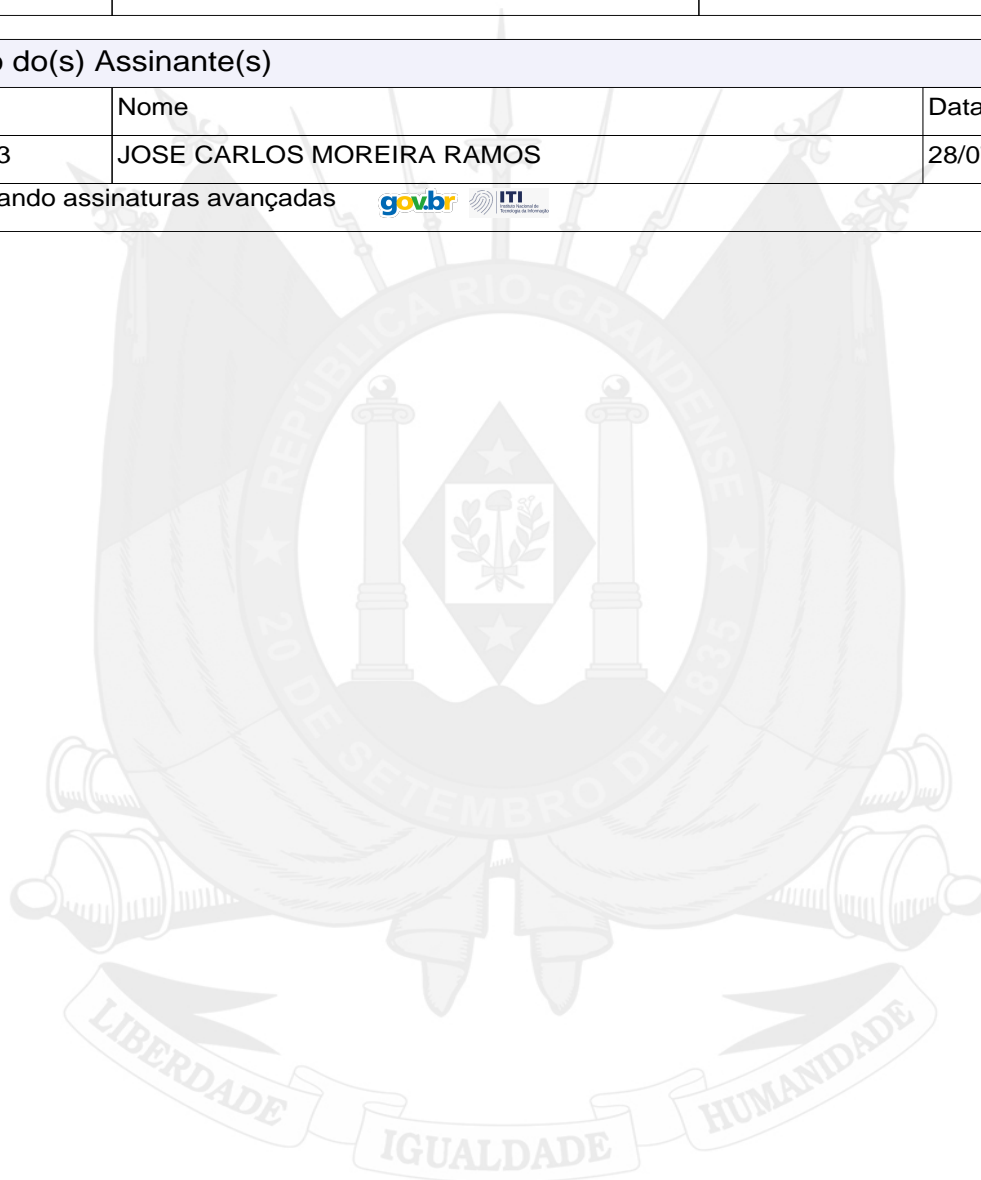 o do(s) Assinante(s)
Nome Data
3 JOSE CARLOS MOREIRA RAMOS 28/0
ando assinaturas avançadas gov.br ITI
REPÚBLICA RIO-GRANDENSE
20 DE SETEMBRO DE 1835
LIBERDADE IGUALDADE HUMANIDADE